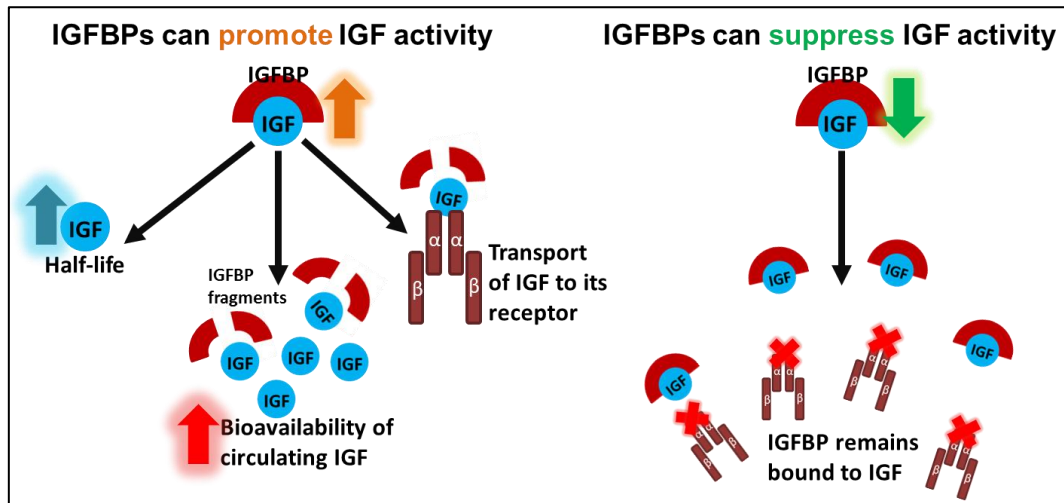 IGFBPs can promote IGF activity
IGFBP
IGF
IGF
Half-life
IGFBP
fragments
IGF
IGF
IGF
IGF
IGF
Bioavailability of
circulating IGF
IGF
α α
β β
Transport
of IGF to its
receptor
IGFBPs can suppress IGF activity
IGFBP
IGF
IGF
IGF
IGF
IGF
α α
β β
α α
β β
α α
β β
α α
β β
IGFBP remains
bound to IGF